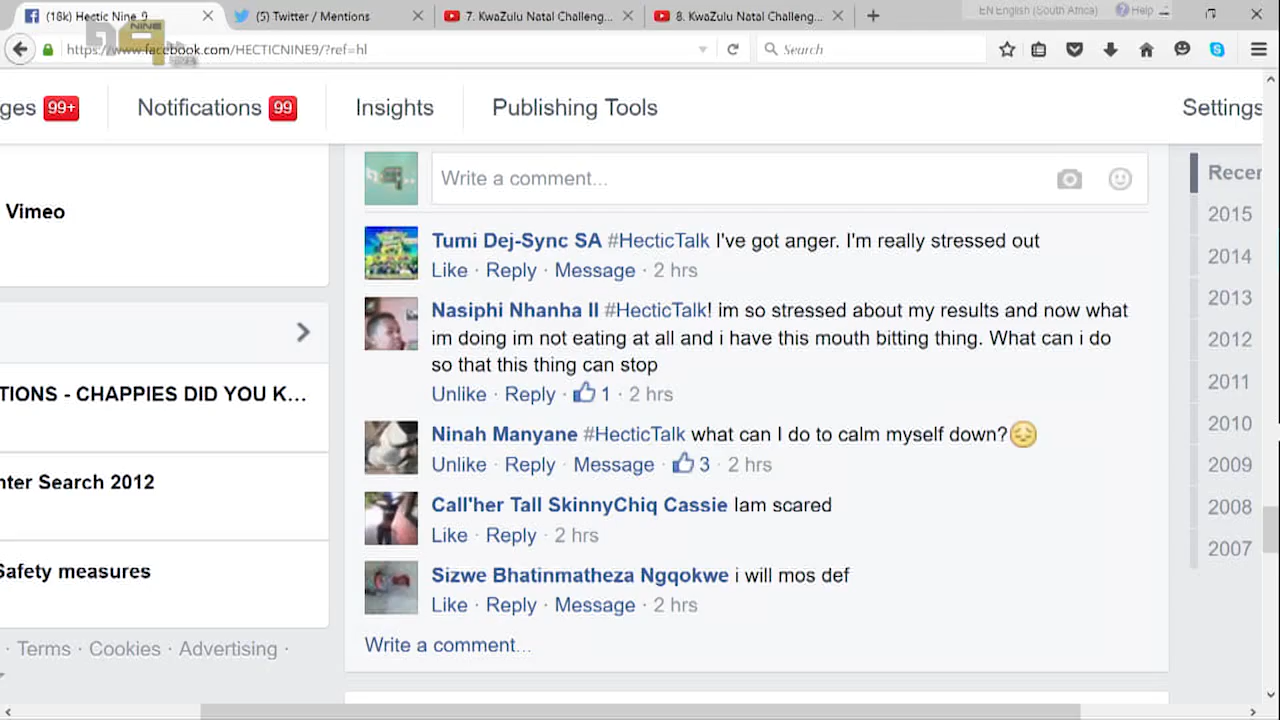 (18k) Hectic Nine 9
(5) Twitter / Mentions
7. KwaZulu Natal Challeng...
8. KwaZulu Natal Challeng...
EN English (South Africa)
Help
https://www.facebook.com/HECTICNINE9/?ref=hl
Search
ges 99+
Notifications 99
Insights
Publishing Tools
Settings
Vimeo
TIONS - CHAPPIES DID YOU K...
nter Search 2012
Safety measures
· Terms · Cookies · Advertising ·
Write a comment...
Tumi Dej-Sync SA #HecticTalk I've got anger. I'm really stressed out
Like · Reply · Message · 2 hrs
Nasiphi Nhanha II #HecticTalk! im so stressed about my results and now what
im doing im not eating at all and i have this mouth bitting thing. What can i do
so that this thing can stop
Unlike · Reply · 1 · 2 hrs
Ninah Manyane #HecticTalk what can I do to calm myself down?😔
Unlike · Reply · Message · 3 · 2 hrs
Call'her Tall SkinnyChiq Cassie Iam scared
Like · Reply · 2 hrs
Sizwe Bhatinmatheza Ngqokwe i will mos def
Like · Reply · Message · 2 hrs
Write a comment...
Recen
2015
2014
2013
2012
2011
2010
2009
2008
2007